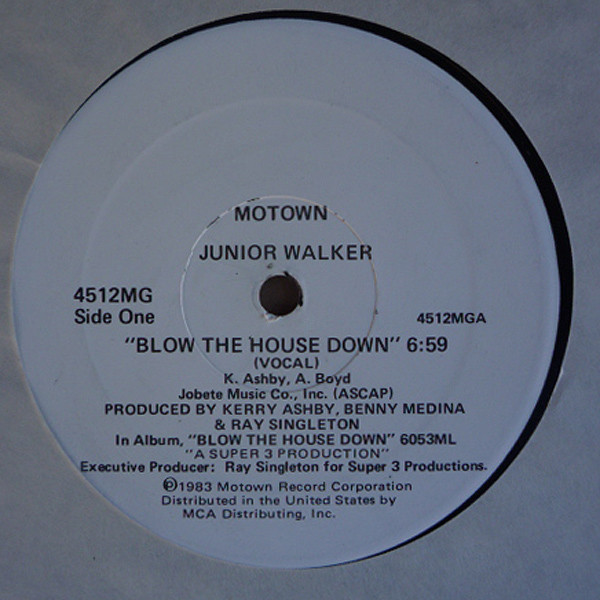 MOTOWN
JUNIOR WALKER
4512MG
Side One
4512MGA
"BLOW THE HOUSE DOWN" 6:59
(VOCAL)
K. Ashby, A. Boyd
Jobete Music Co., Inc. (ASCAP)
PRODUCED BY KERRY ASHBY, BENNY MEDINA
& RAY SINGLETON
In Album, "BLOW THE HOUSE DOWN" 6053ML
"A SUPER 3 PRODUCTION"
Executive Producer: Ray Singleton for Super 3 Productions.
℗1983 Motown Record Corporation
Distributed in the United States by
MCA Distributing, Inc.